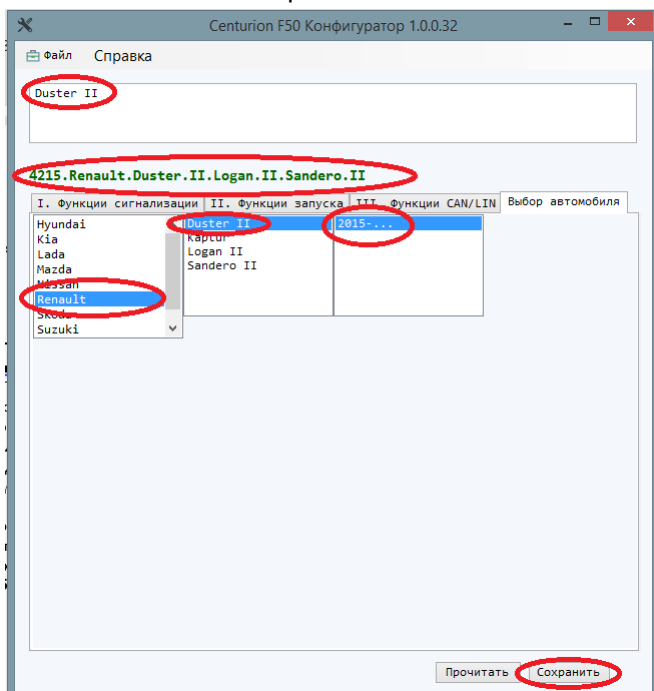 Centurion F50 Конфигуратор 1.0.0.32
Файл Справка
Duster II
4215.Renault.Duster.II.Logan.II.Sandero.II
I. Функции сигнализации II. Функции запуска III. Функции CAN/LIN Выбор автомобиля
Hyundai
Kia
Lada
Mazda
Nissan
Renault
Skoda
Suzuki
Duster II
Kaptur
Logan II
Sandero II
2015-...
Прочитать Сохранить